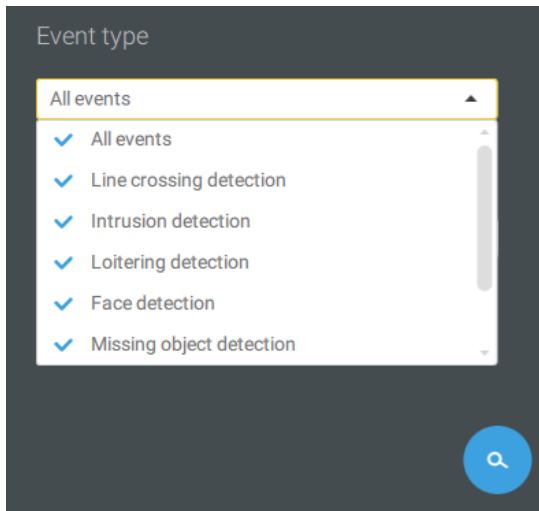 Event type
All events
All events
Line crossing detection
Intrusion detection
Loitering detection
Face detection
Missing object detection